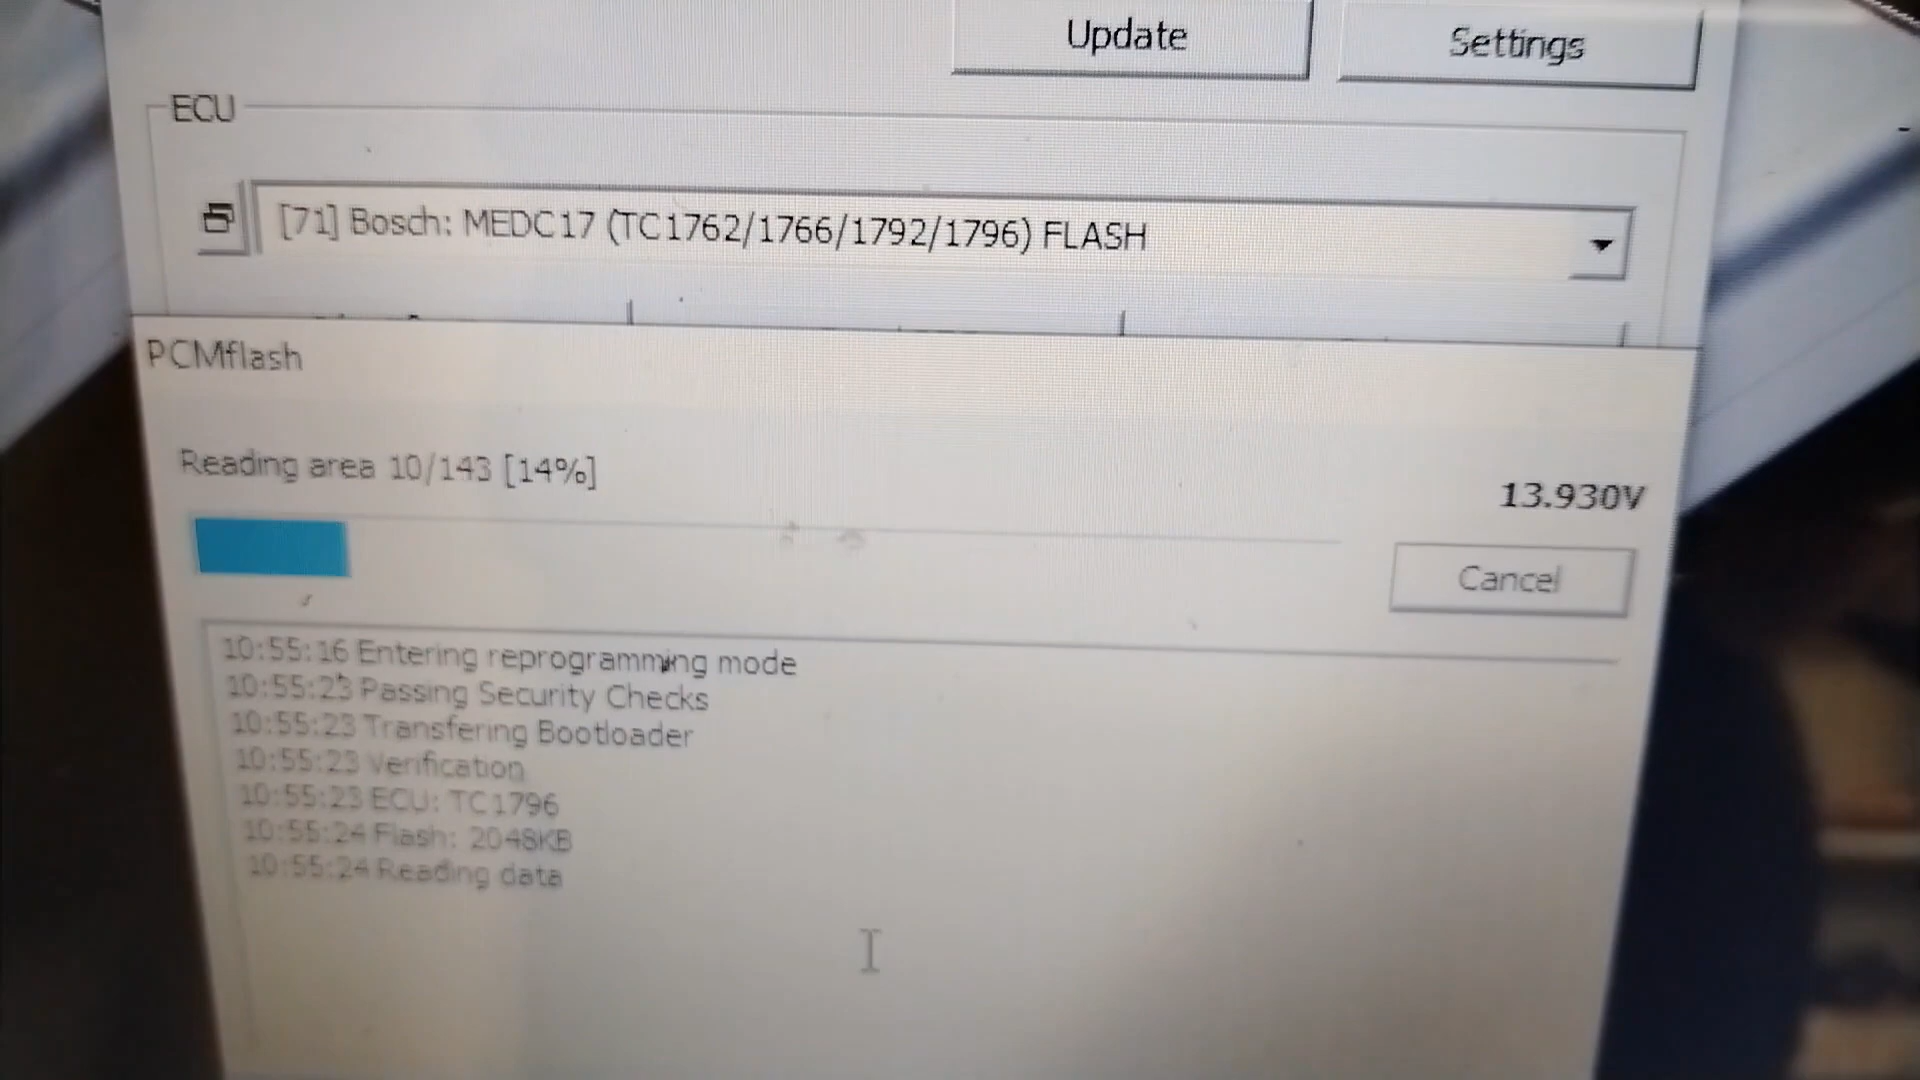 Update
Settings
ECU
[71] Bosch: MEDC17 (TC1762/1766/1792/1796) FLASH
PCMflash
Reading area 10/143 [14%]
13.930V
Cancel
10:55:16 Entering reprogramming mode
10:55:23 Passing Security Checks
10:55:23 Transfering Bootloader
10:55:23 Verification
10:55:23 ECU: TC1796
10:55:24 Flash: 2048KB
10:55:24 Reading data